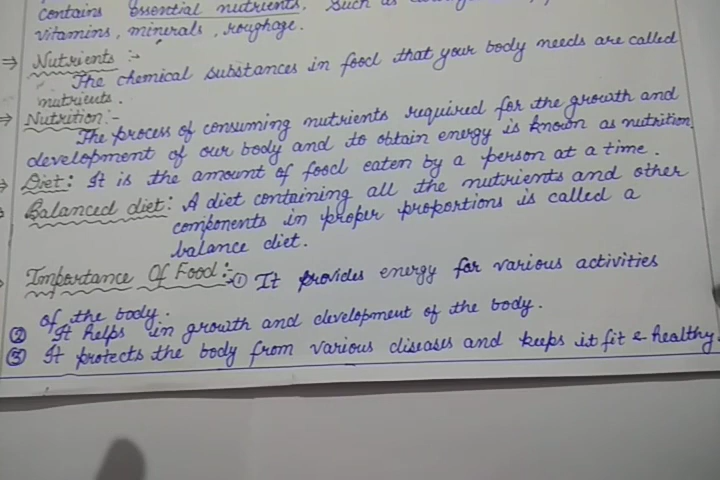 contains essential nutrients, such as
vitamins, minerals, roughage.
⇒ Nutrients :-
The chemical substances in food that your body needs are called
nutrients.
⇒ Nutrition :-
The process of consuming nutrients required for the growth and
development of our body and to obtain energy is known as nutrition.
Diet : It is the amount of food eaten by a person at a time.
Balanced diet : A diet containing all the nutrients and other
components in proper proportions is called a
balance diet.
Importance Of Food :- ① It provides energy for various activities
of the body.
② It helps in growth and development of the body.
③ It protects the body from various diseases and keeps it fit & healthy.